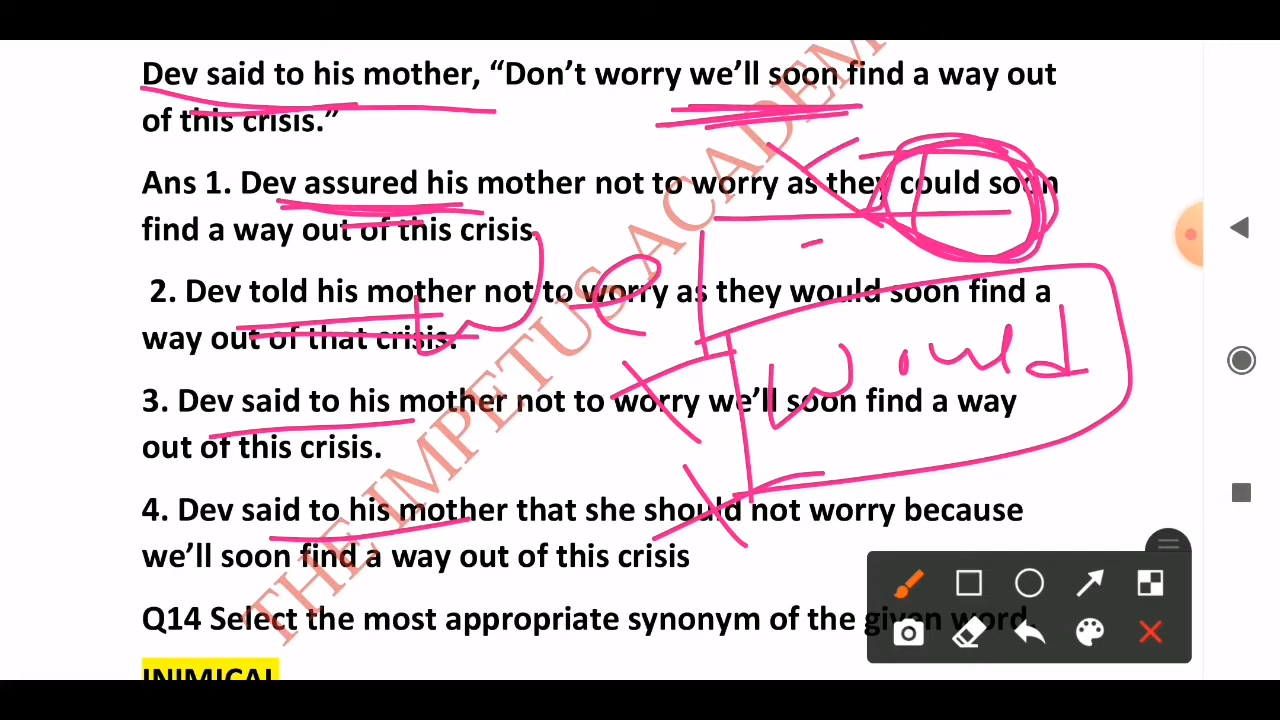 Dev said to his mother, “Don’t worry we’ll soon find a way out
of this crisis.”
Ans 1. Dev assured his mother not to worry as they could soon
find a way out of this crisis.
2. Dev told his mother not to worry as they would soon find a
way out of that crisis.
would
3. Dev said to his mother not to worry we’ll soon find a way
out of this crisis.
4. Dev said to his mother that she should not worry because
we’ll soon find a way out of this crisis
Q14 Select the most appropriate synonym of the given word.
INIMICAL
THE IMPETUS ACADEM